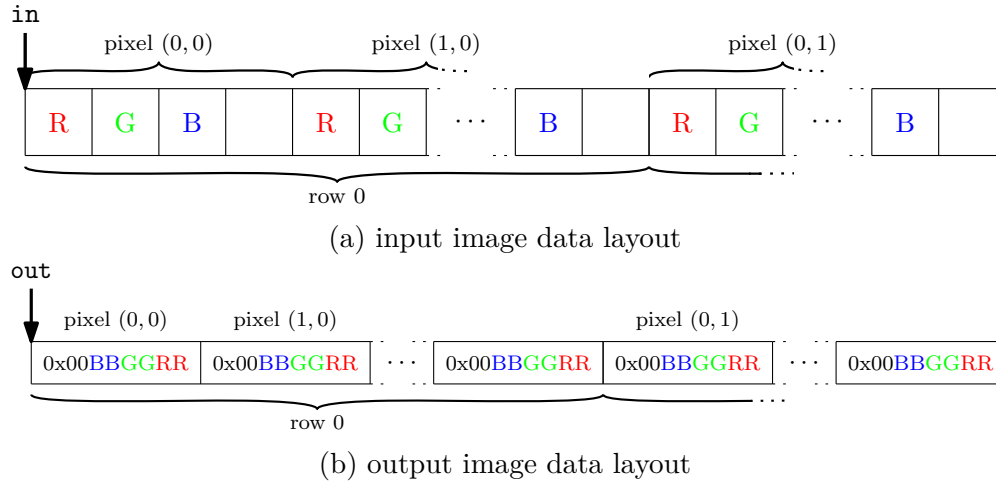 in
pixel (0, 0) pixel (1, 0) pixel (0, 1)
R G B R G ··· B R G ··· B
row 0
(a) input image data layout
out
pixel (0, 0) pixel (1, 0) pixel (0, 1)
0x00BBGGRR 0x00BBGGRR ··· 0x00BBGGRR 0x00BBGGRR ··· 0x00BBGGRR
row 0
(b) output image data layout